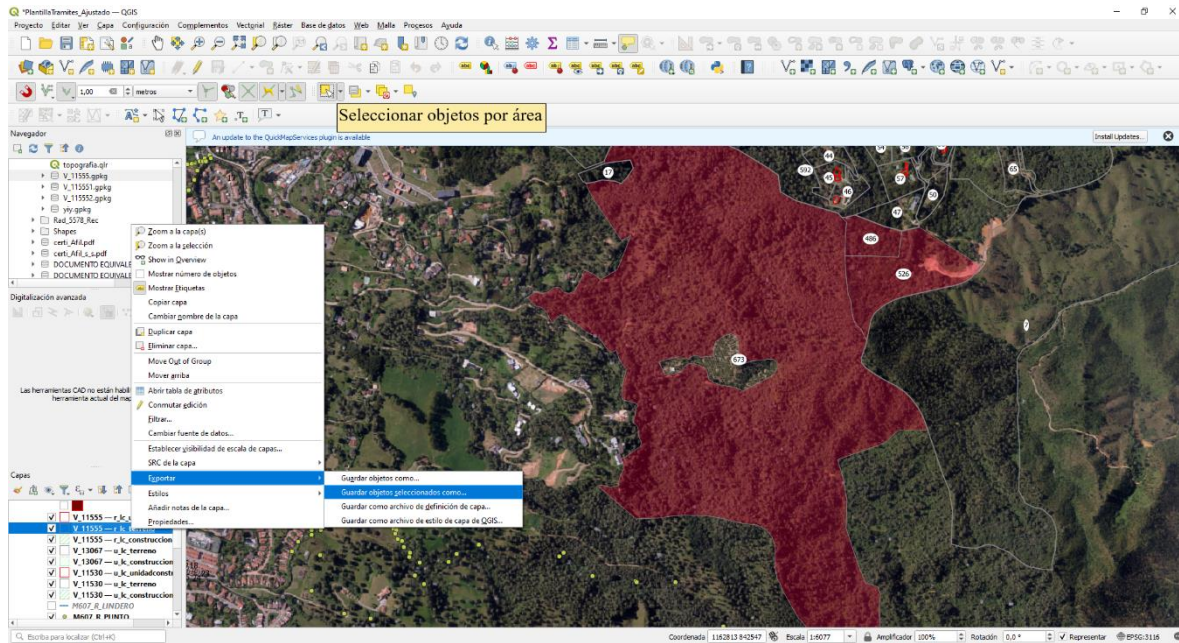 *PlantillaTramites_Ajustado — QGIS
Proyecto Editar Ver Capa Configuración Complementos Vectorial Ráster Base de datos Web Malla Procesos Ayuda
1,00 metros
Seleccionar objetos por área
Navegador
An update to the QuickMapServices plugin is available
Install Updates...
topografia.qlr
V_11555.gpkg
V_115551.gpkg
V_115552.gpkg
yiy.gpkg
Rad_5578_Rec
Shapes
certi_Afil.pdf
certi_Afil_s_s.pdf
DOCUMENTO EQUIVALE
DOCUMENTO EQUIVALE
Digitalización avanzada
Las herramientas CAD no están habili
herramienta actual del map
Zoom a la capa(s)
Zoom a la selección
Show in Overview
Mostrar número de objetos
Mostrar Etiquetas
Copiar capa
Cambiar nombre de la capa
Duplicar capa
Eliminar capa...
Move Out of Group
Mover arriba
Abrir tabla de atributos
Conmutar edición
Filtrar...
Cambiar fuente de datos...
Establecer visibilidad de escala de capas...
SRC de la capa
Exportar
Estilos
Añadir notas de la capa...
Propiedades...
Guardar objetos como...
Guardar objetos seleccionados como...
Guardar como archivo de definición de capa...
Guardar como archivo de estilo de capa de QGIS...
Capas
V_11555 — r_lc_u
V_11555 — r_lc_terreno
V_11555 — r_lc_construccion
V_13067 — u_lc_terreno
V_13067 — u_lc_construccion
V_11530 — u_lc_unidadconstr
V_11530 — u_lc_terreno
V_11530 — u_lc_construccion
M607_R_LINDERO
M607_R_PUNTO
17
44
592
45
46
54
57
50
47
65
486
526
673
7
Escriba para localizar (Ctrl+K)
Coordenada 1162813 842547 Escala 1:6077 Amplificador 100% Rotación 0,0 ° Representar EPSG:3116